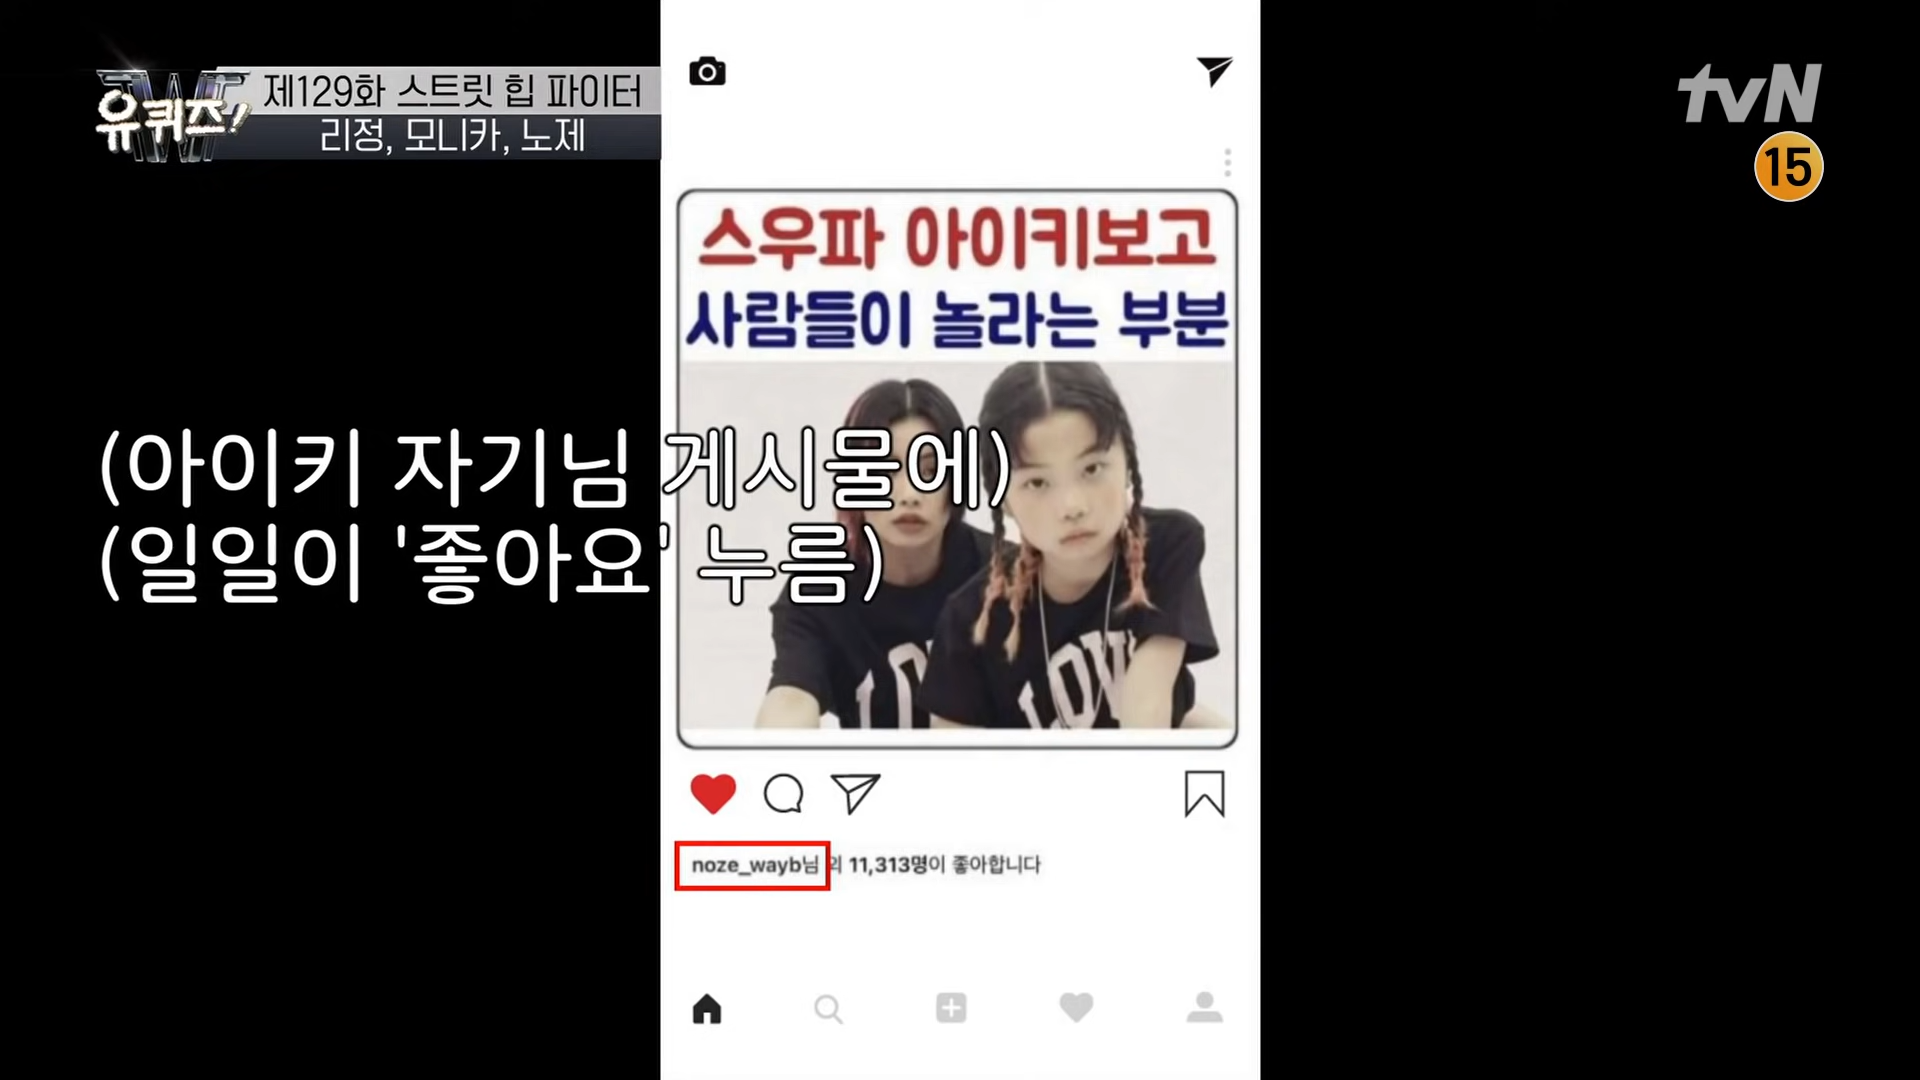 유퀴즈!
제129화 스트릿 힙 파이터
리정, 모니카, 노제
tvN
15
스우파 아이키보고
사람들이 놀라는 부분
(아이키 자기님 게시물에)
(일일이 '좋아요' 누름)
noze_wayb님 외 11,313명이 좋아합니다